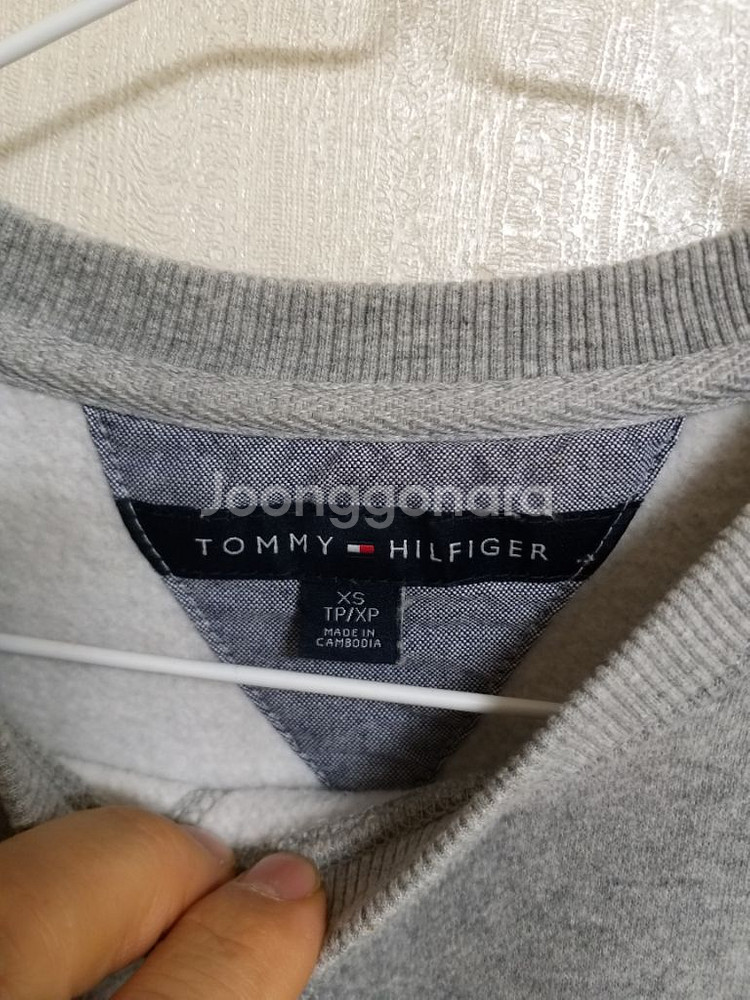 Joonggonara
TOMMY HILFIGER
XS
TP/XP
MADE IN
CAMBODIA